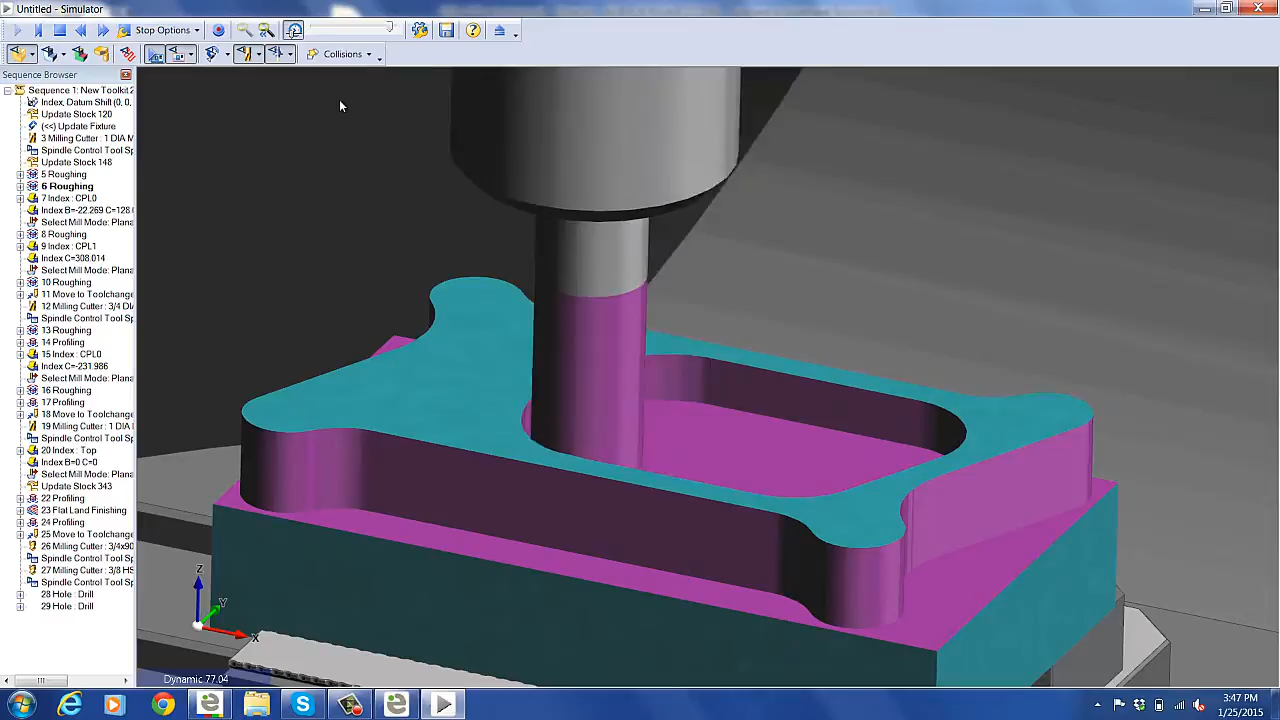 Untitled - Simulator
Stop Options
Collisions
Sequence Browser
Sequence 1: New Toolkit 2
Index, Datum Shift (0, 0,
Update Stock 120
(<<) Update Fixture
3 Milling Cutter : 1 DIA M
Spindle Control Tool Sp
Update Stock 148
5 Roughing
6 Roughing
7 Index : CPL0
Index B=-22.269 C=128.0
Select Mill Mode: Plana
8 Roughing
9 Index : CPL1
Index C=308.014
Select Mill Mode: Plana
10 Roughing
11 Move to Toolchange
12 Milling Cutter : 3/4 DIA
Spindle Control Tool Sp
13 Roughing
14 Profiling
15 Index : CPL0
Index C=-231.986
Select Mill Mode: Plana
16 Roughing
17 Profiling
18 Move to Toolchange
19 Milling Cutter : 1 DIA
Spindle Control Tool Sp
20 Index : Top
Index B=0 C=0
Select Mill Mode: Plana
Update Stock 343
22 Profiling
23 Flat Land Finishing
24 Profiling
25 Move to Toolchange
26 Milling Cutter : 3/4x90
Spindle Control Tool Sp
27 Milling Cutter : 3/8 HS
Spindle Control Tool Sp
28 Hole : Drill
29 Hole : Drill
Z
Y
X
Dynamic 77.04
3:47 PM
1/25/2015